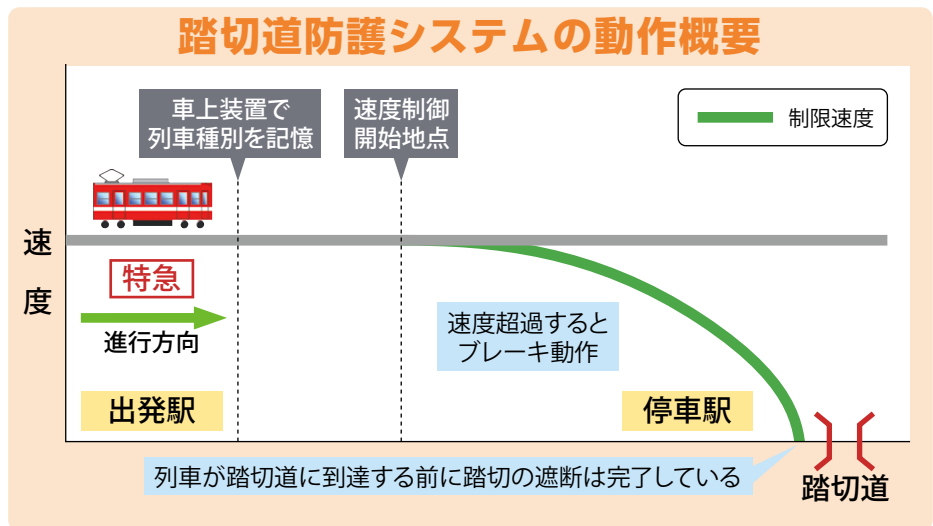 踏切道防護システムの動作概要
車上装置で
列車種別を記憶
速度制御
開始地点
制限速度
速度
特急
進行方向
速度超過すると
ブレーキ動作
出発駅
停車駅
列車が踏切道に到達する前に踏切の遮断は完了している
踏切道